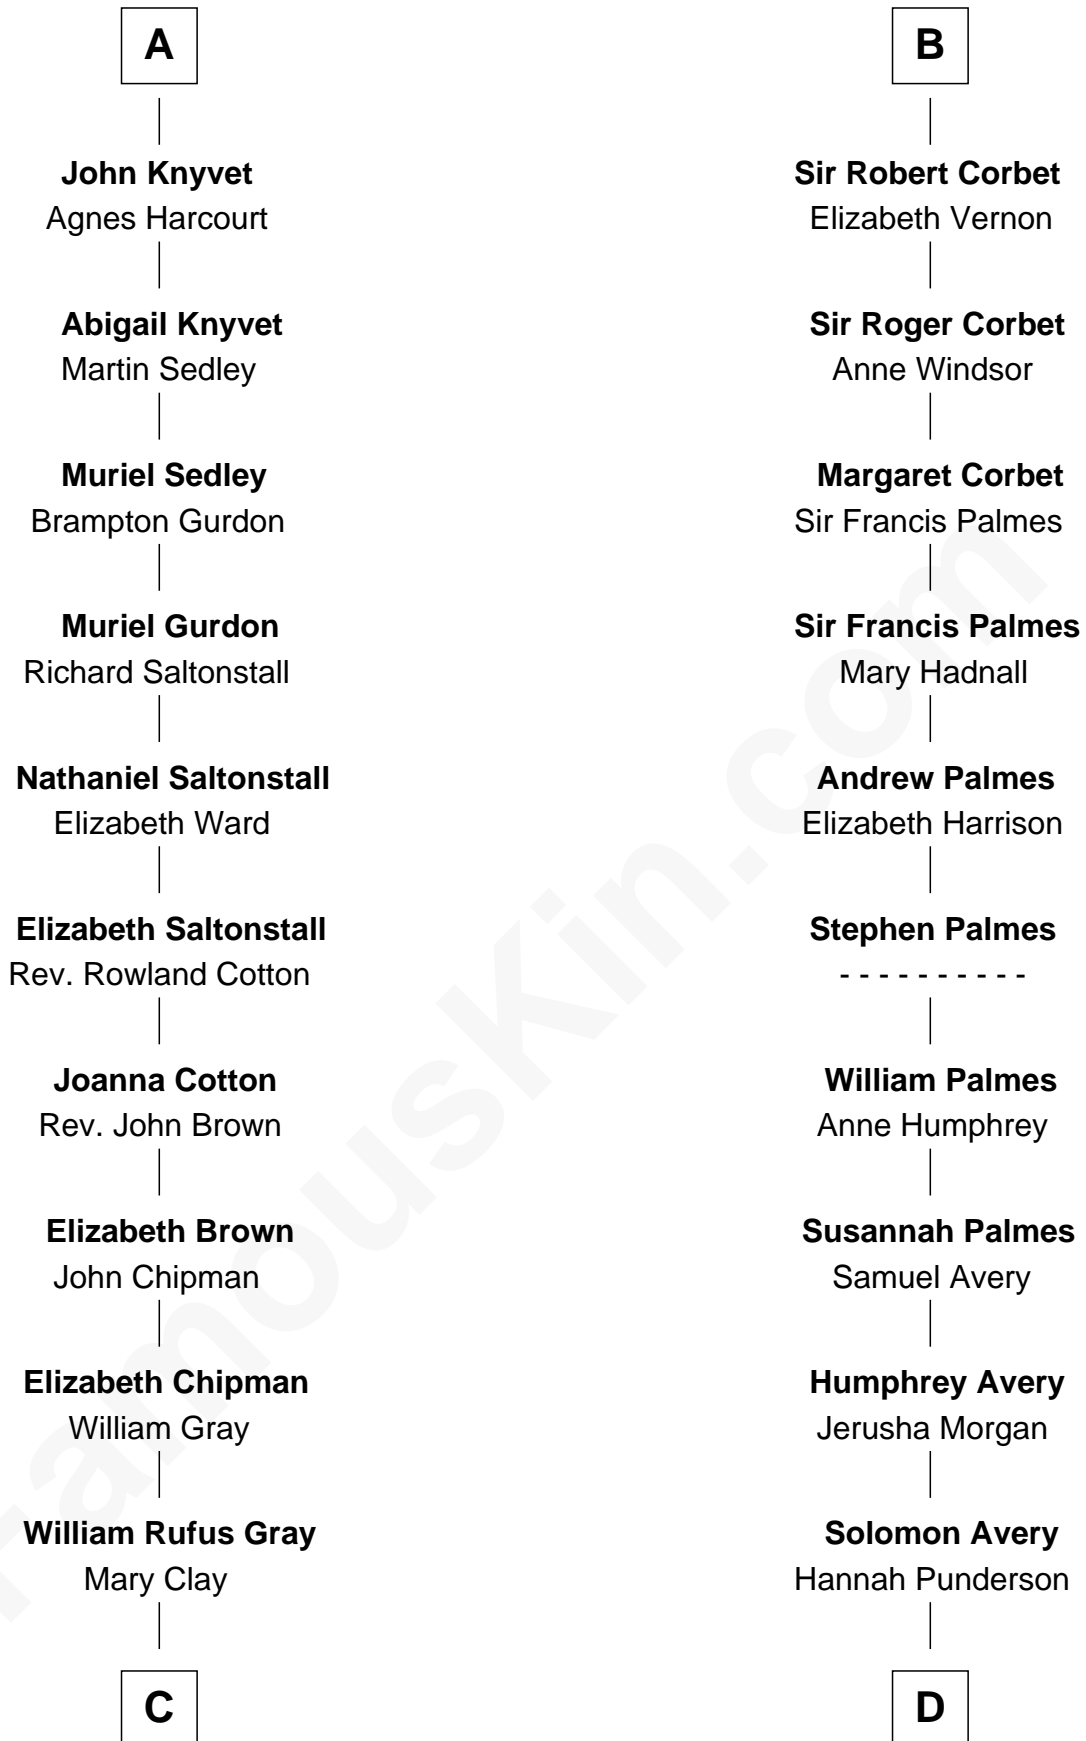 A
John Knyvet
Agnes Harcourt
Abigail Knyvet
Martin Sedley
Muriel Sedley
Brampton Gurdon
Muriel Gurdon
Richard Saltonstall
Nathaniel Saltonstall
Elizabeth Ward
Elizabeth Saltonstall
Rev. Rowland Cotton
Joanna Cotton
Rev. John Brown
Elizabeth Brown
John Chipman
Elizabeth Chipman
William Gray
William Rufus Gray
Mary Clay
C
B
Sir Robert Corbet
Elizabeth Vernon
Sir Roger Corbet
Anne Windsor
Margaret Corbet
Sir Francis Palmes
Sir Francis Palmes
Mary Hadnall
Andrew Palmes
Elizabeth Harrison
Stephen Palmes
- - - - - - - - - -
William Palmes
Anne Humphrey
Susannah Palmes
Samuel Avery
Humphrey Avery
Jerusha Morgan
Solomon Avery
Hannah Punderson
D
FamousKin.com